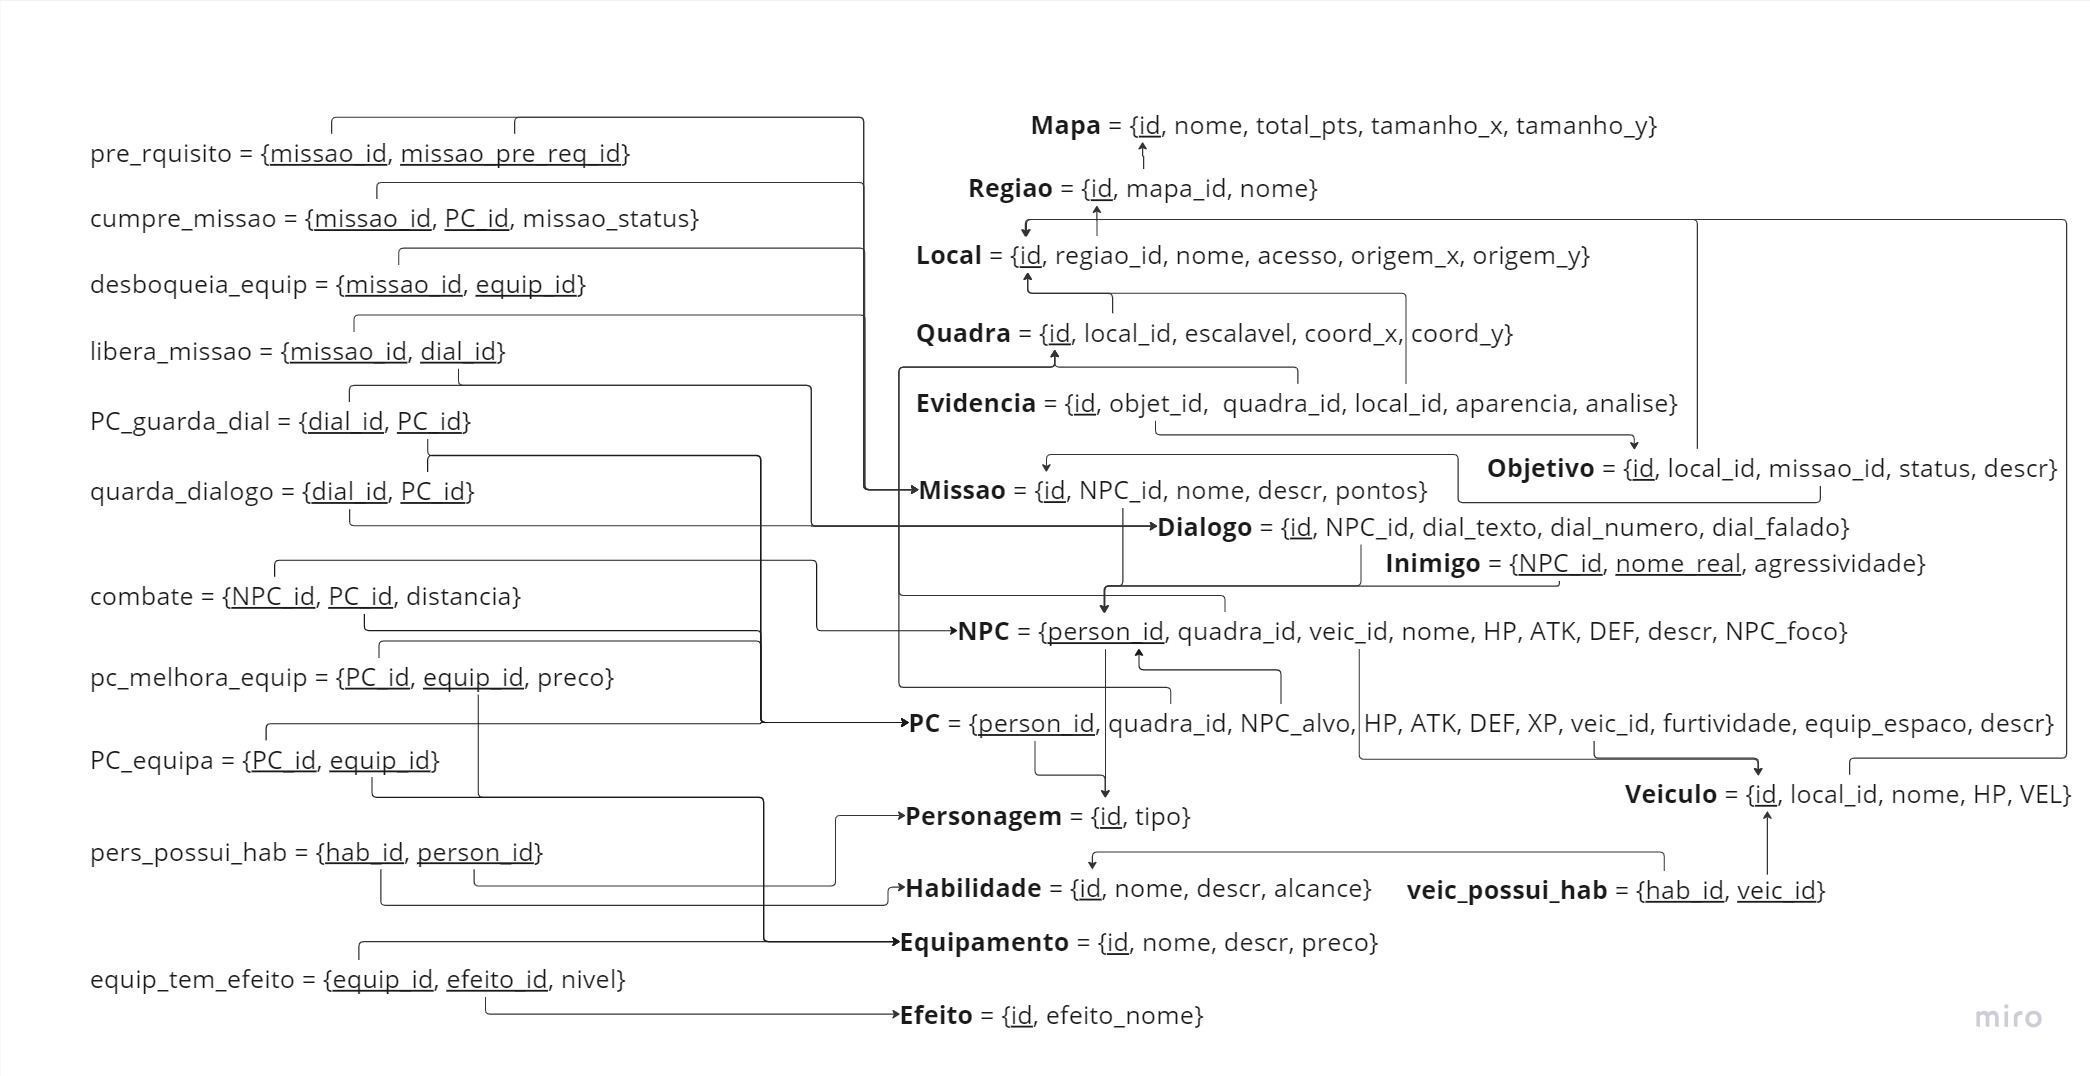 pre_rquisito = {missao_id, missao_pre_req_id}
cumpre_missao = {missao_id, PC_id, missao_status}
desboqueia_equip = {missao_id, equip_id}
libera_missao = {missao_id, dial_id}
PC_guarda_dial = {dial_id, PC_id}
quarda_dialogo = {dial_id, PC_id}
combate = {NPC_id, PC_id, distancia}
pc_melhora_equip = {PC_id, equip_id, preco}
PC_equipa = {PC_id, equip_id}
pers_possui_hab = {hab_id, person_id}
equip_tem_efeito = {equip_id, efeito_id, nivel}
Mapa = {id, nome, total_pts, tamanho_x, tamanho_y}
Regiao = {id, mapa_id, nome}
Local = {id, regiao_id, nome, acesso, origem_x, origem_y}
Quadra = {id, local_id, escalavel, coord_x, coord_y}
Evidencia = {id, objet_id, quadra_id, local_id, aparencia, analise}
Objetivo = {id, local_id, missao_id, status, descr}
Missao = {id, NPC_id, nome, descr, pontos}
Dialogo = {id, NPC_id, dial_texto, dial_numero, dial_falado}
Inimigo = {NPC_id, nome_real, agressividade}
NPC = {person_id, quadra_id, veic_id, nome, HP, ATK, DEF, descr, NPC_foco}
PC = {person_id, quadra_id, NPC_alvo, HP, ATK, DEF, XP, veic_id, furtividade, equip_espaco, descr}
Veiculo = {id, local_id, nome, HP, VEL}
Personagem = {id, tipo}
Habilidade = {id, nome, descr, alcance}
veic_possui_hab = {hab_id, veic_id}
Equipamento = {id, nome, descr, preco}
Efeito = {id, efeito_nome}
miro